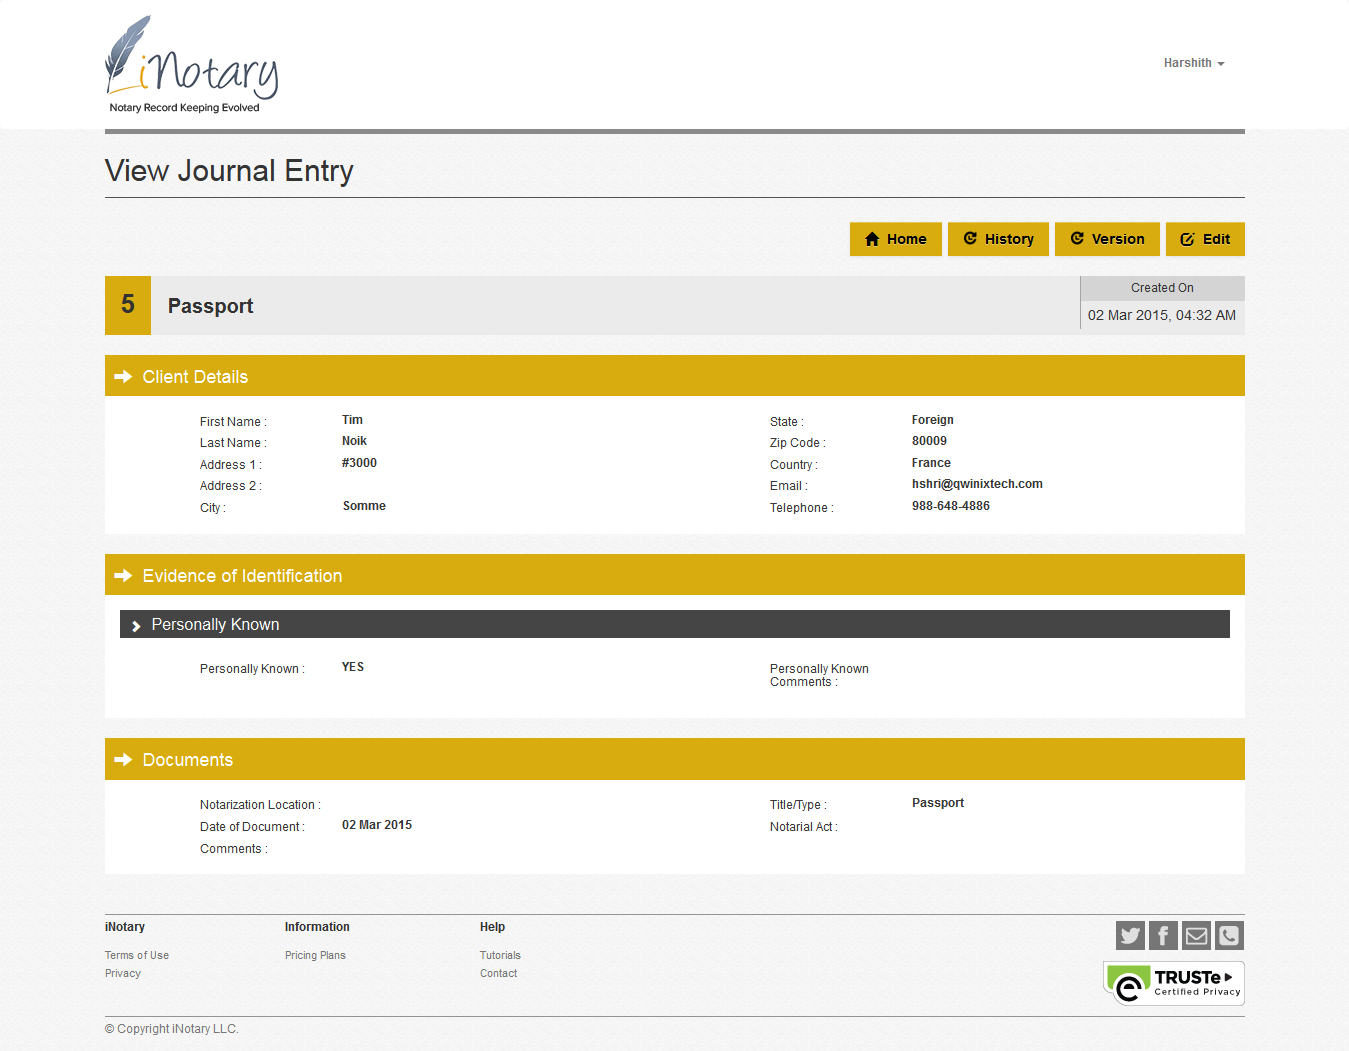 iNotary
Notary Record Keeping Evolved
Harshith
View Journal Entry
Home History Version Edit
5 Passport
Created On
02 Mar 2015, 04:32 AM
Client Details
First Name : Tim State : Foreign
Last Name : Noik Zip Code : 80009
Address 1 : #3000 Country : France
Address 2 : Email : hshri@qwinixtech.com
City : Somme Telephone : 988-648-4886
Evidence of Identification
Personally Known
Personally Known : YES Personally Known
Comments :
Documents
Notarization Location : Title/Type : Passport
Date of Document : 02 Mar 2015 Notarial Act :
Comments :
iNotary Information Help
Terms of Use Pricing Plans Tutorials
Privacy Contact
TRUSTe
Certified Privacy
© Copyright iNotary LLC.